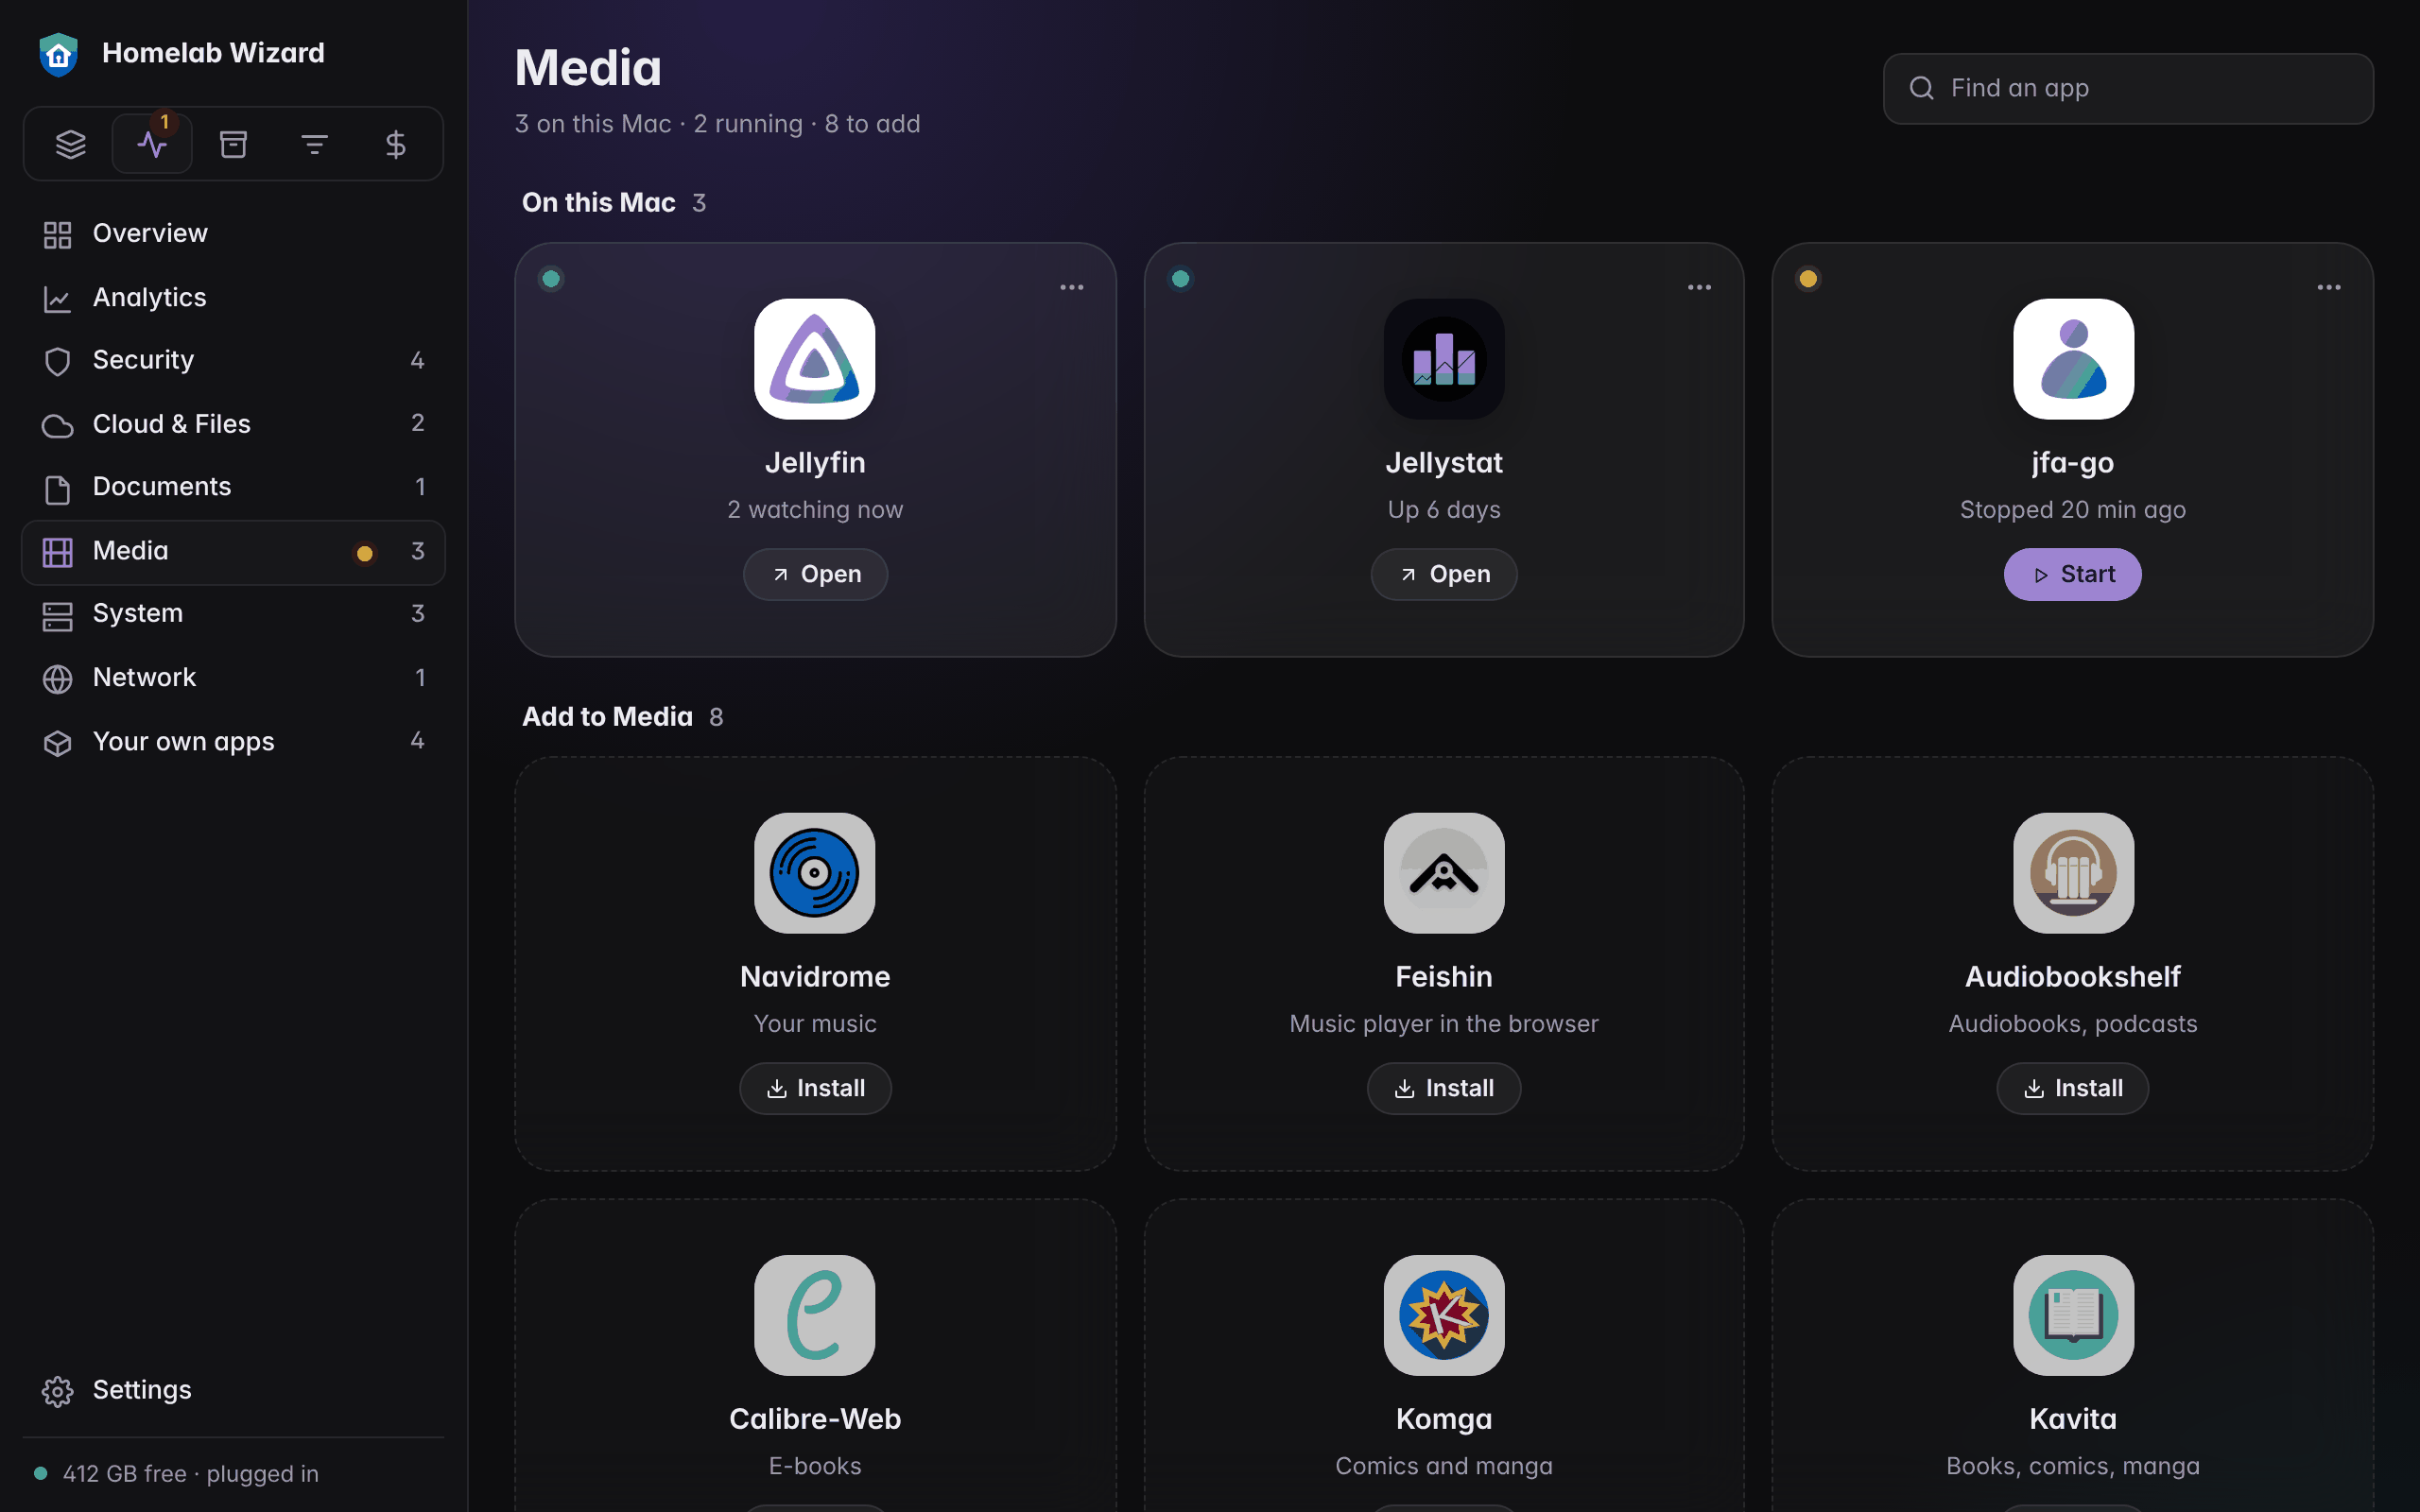 Homelab Wizard
1
Overview
Analytics
Security 4
Cloud & Files 2
Documents 1
Media 3
System 3
Network 1
Your own apps 4
Settings
412 GB free · plugged in
Media
3 on this Mac · 2 running · 8 to add
Find an app
On this Mac 3
Jellyfin
2 watching now
Open
Jellystat
Up 6 days
Open
jfa-go
Stopped 20 min ago
Start
Add to Media 8
Navidrome
Your music
Install
Feishin
Music player in the browser
Install
Audiobookshelf
Audiobooks, podcasts
Install
Calibre-Web
E-books
K
Komga
Comics and manga
Kavita
Books, comics, manga